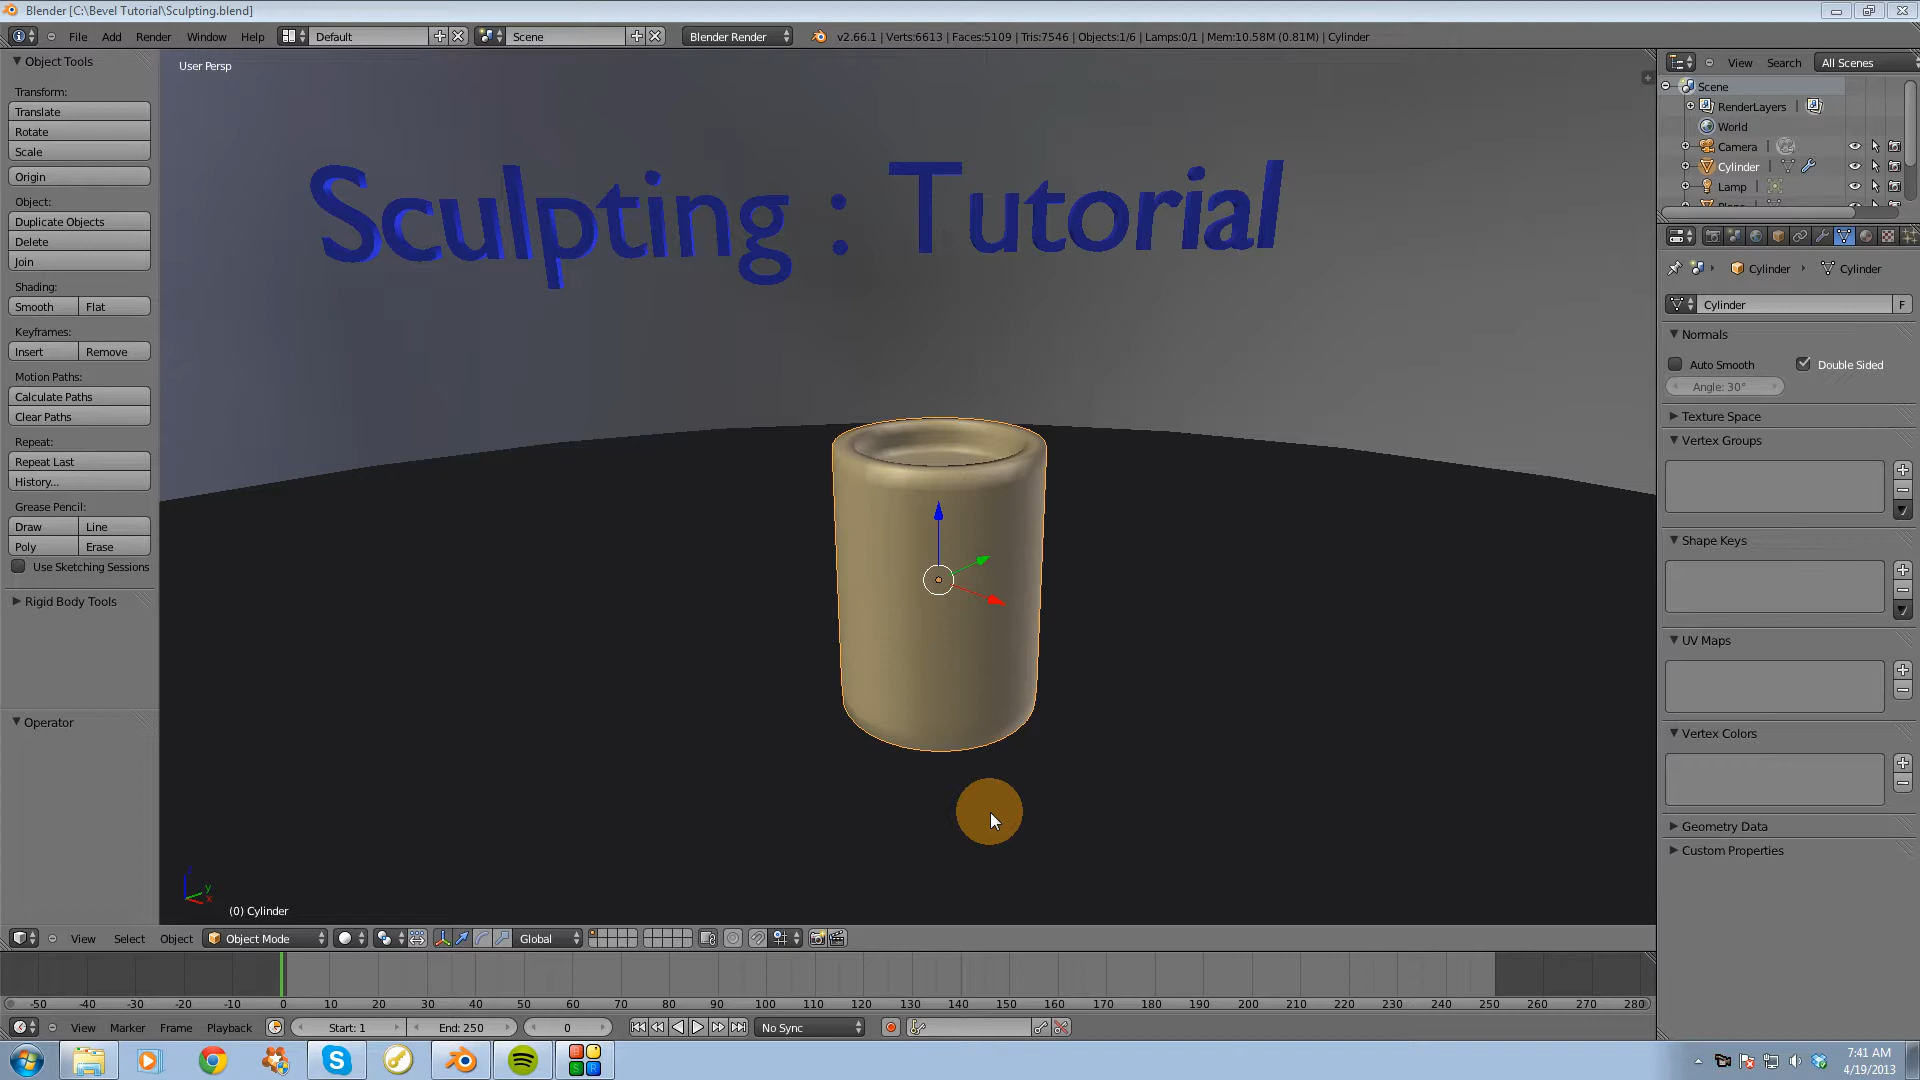 Blender [C:\Bevel Tutorial\Sculpting.blend]
File Add Render Window Help Default Scene Blender Render v2.66.1 | Verts:6613 | Faces:5109 | Tris:7546 | Objects:1/6 | Lamps:0/1 | Mem:10.58M (0.81M) | Cylinder
Object Tools
Transform:
Translate
Rotate
Scale
Origin
Object:
Duplicate Objects
Delete
Join
Shading:
Smooth Flat
Keyframes:
Insert Remove
Motion Paths:
Calculate Paths
Clear Paths
Repeat:
Repeat Last
History...
Grease Pencil:
Draw Line
Poly Erase
Use Sketching Sessions
Rigid Body Tools
Operator
User Persp
Sculpting : Tutorial
(0) Cylinder
View Search All Scenes
Scene
RenderLayers
World
Camera
Cylinder
Lamp
Cylinder Cylinder
Cylinder F
Normals
Auto Smooth Double Sided
Angle: 30°
Texture Space
Vertex Groups
Shape Keys
UV Maps
Vertex Colors
Geometry Data
Custom Properties
View Select Object Object Mode Global
-50 -40 -30 -20 -10 0 10 20 30 40 50 60 70 80 90 100 110 120 130 140 150 160 170 180 190 200 210 220 230 240 250 260 270 280
View Marker Frame Playback Start: 1 End: 250 0 No Sync
7:41 AM
4/19/2013